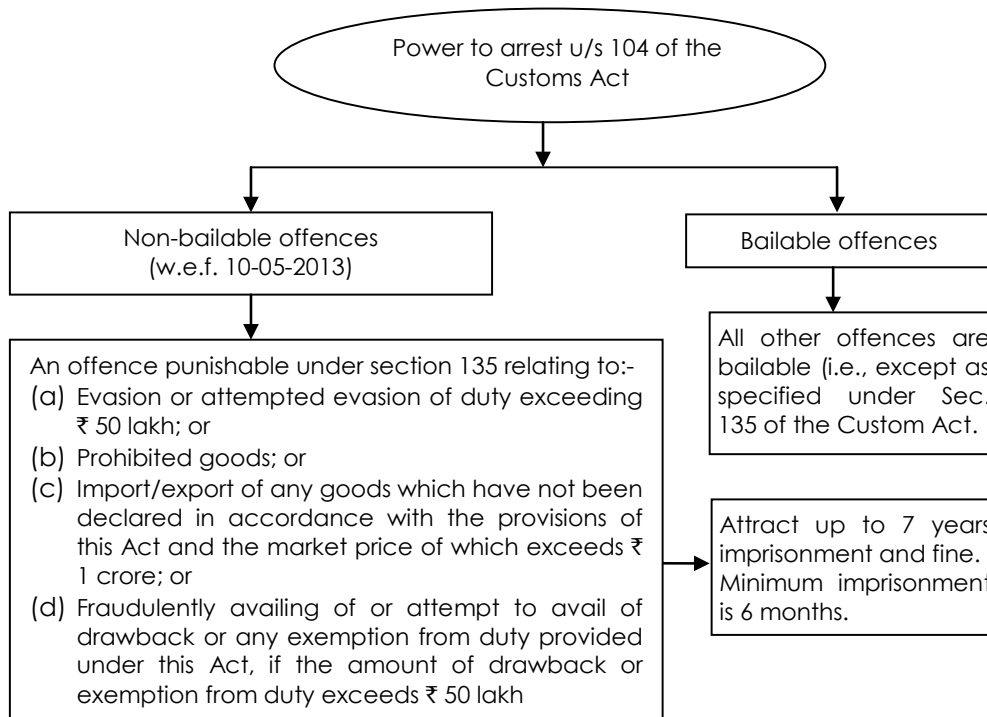 Power to arrest u/s 104 of the
Customs Act
Non-bailable offences
(w.e.f. 10-05-2013)
Bailable offences
An offence punishable under section 135 relating to:-
(a) Evasion or attempted evasion of duty exceeding
₹ 50 lakh; or
(b) Prohibited goods; or
(c) Import/export of any goods which have not been
declared in accordance with the provisions of
this Act and the market price of which exceeds ₹
1 crore; or
(d) Fraudulently availing of or attempt to avail of
drawback or any exemption from duty provided
under this Act, if the amount of drawback or
exemption from duty exceeds ₹ 50 lakh
All other offences are
bailable (i.e., except as
specified under Sec.
135 of the Custom Act.
Attract up to 7 years
imprisonment and fine.
Minimum imprisonment
is 6 months.